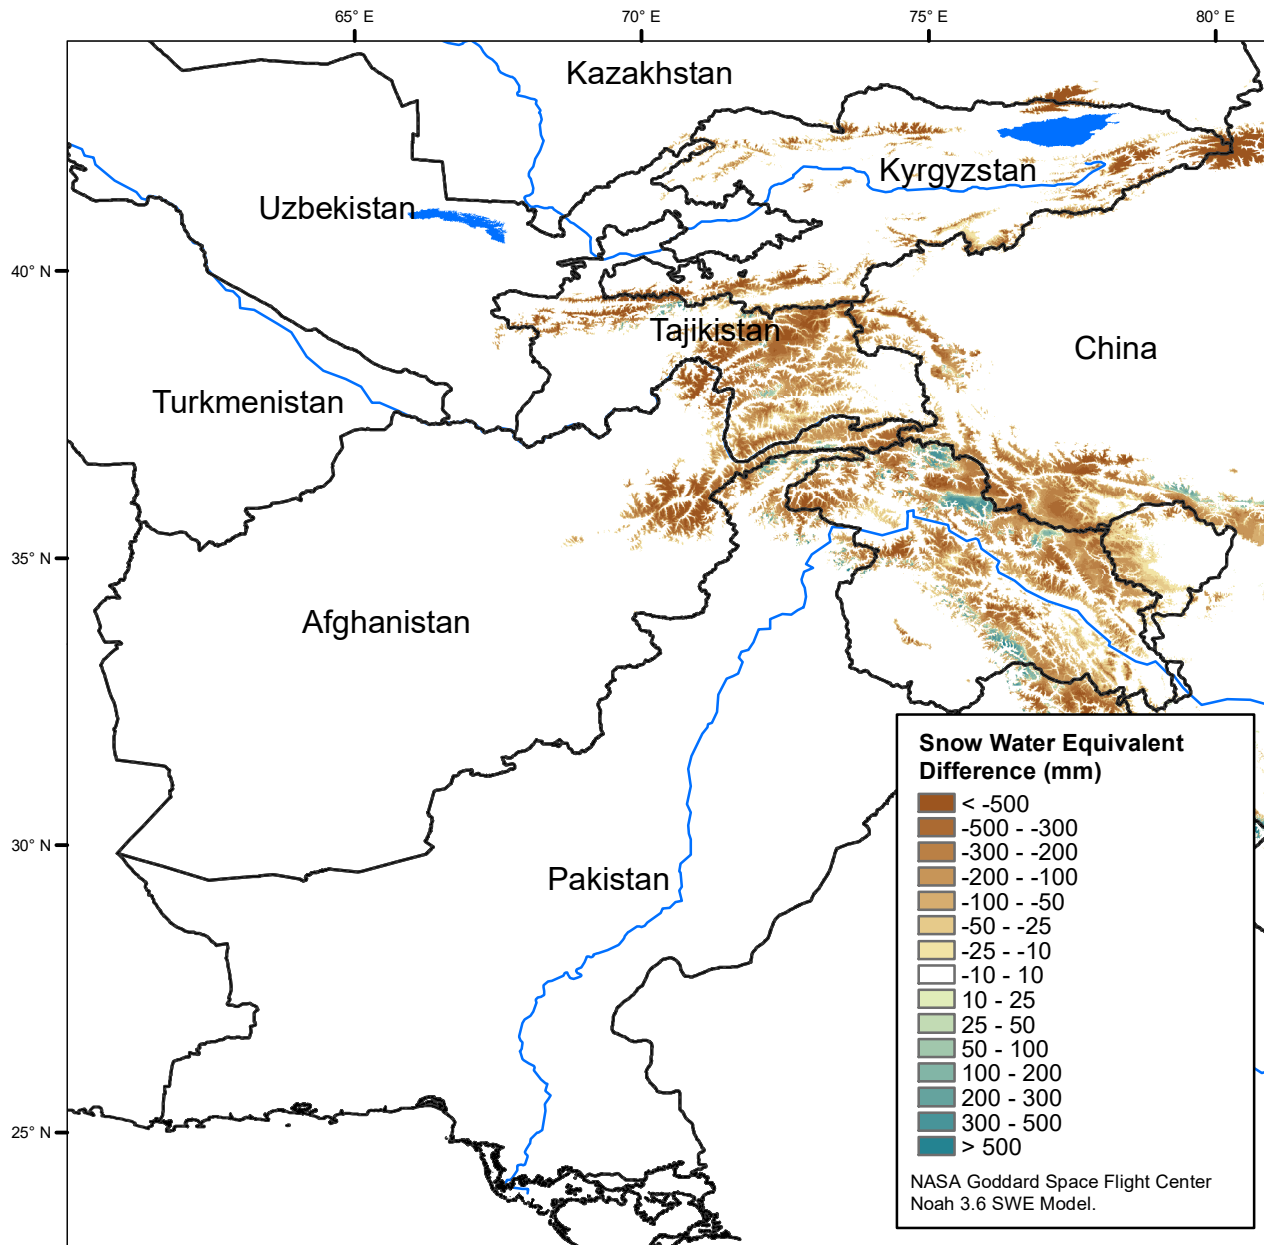 65° E
70° E
75° E
80° E
Kazakhstan
Kyrgyzstan
Uzbekistan
40° N
Tajikistan
China
Turkmenistan
35° N
Afghanistan
30° N
Pakistan
25° N
Snow Water Equivalent
Difference (mm)
< -500
-500 - -300
-300 - -200
-200 - -100
-100 - -50
-50 - -25
-25 - -10
-10 - 10
10 - 25
25 - 50
50 - 100
100 - 200
200 - 300
300 - 500
> 500
NASA Goddard Space Flight Center
Noah 3.6 SWE Model.